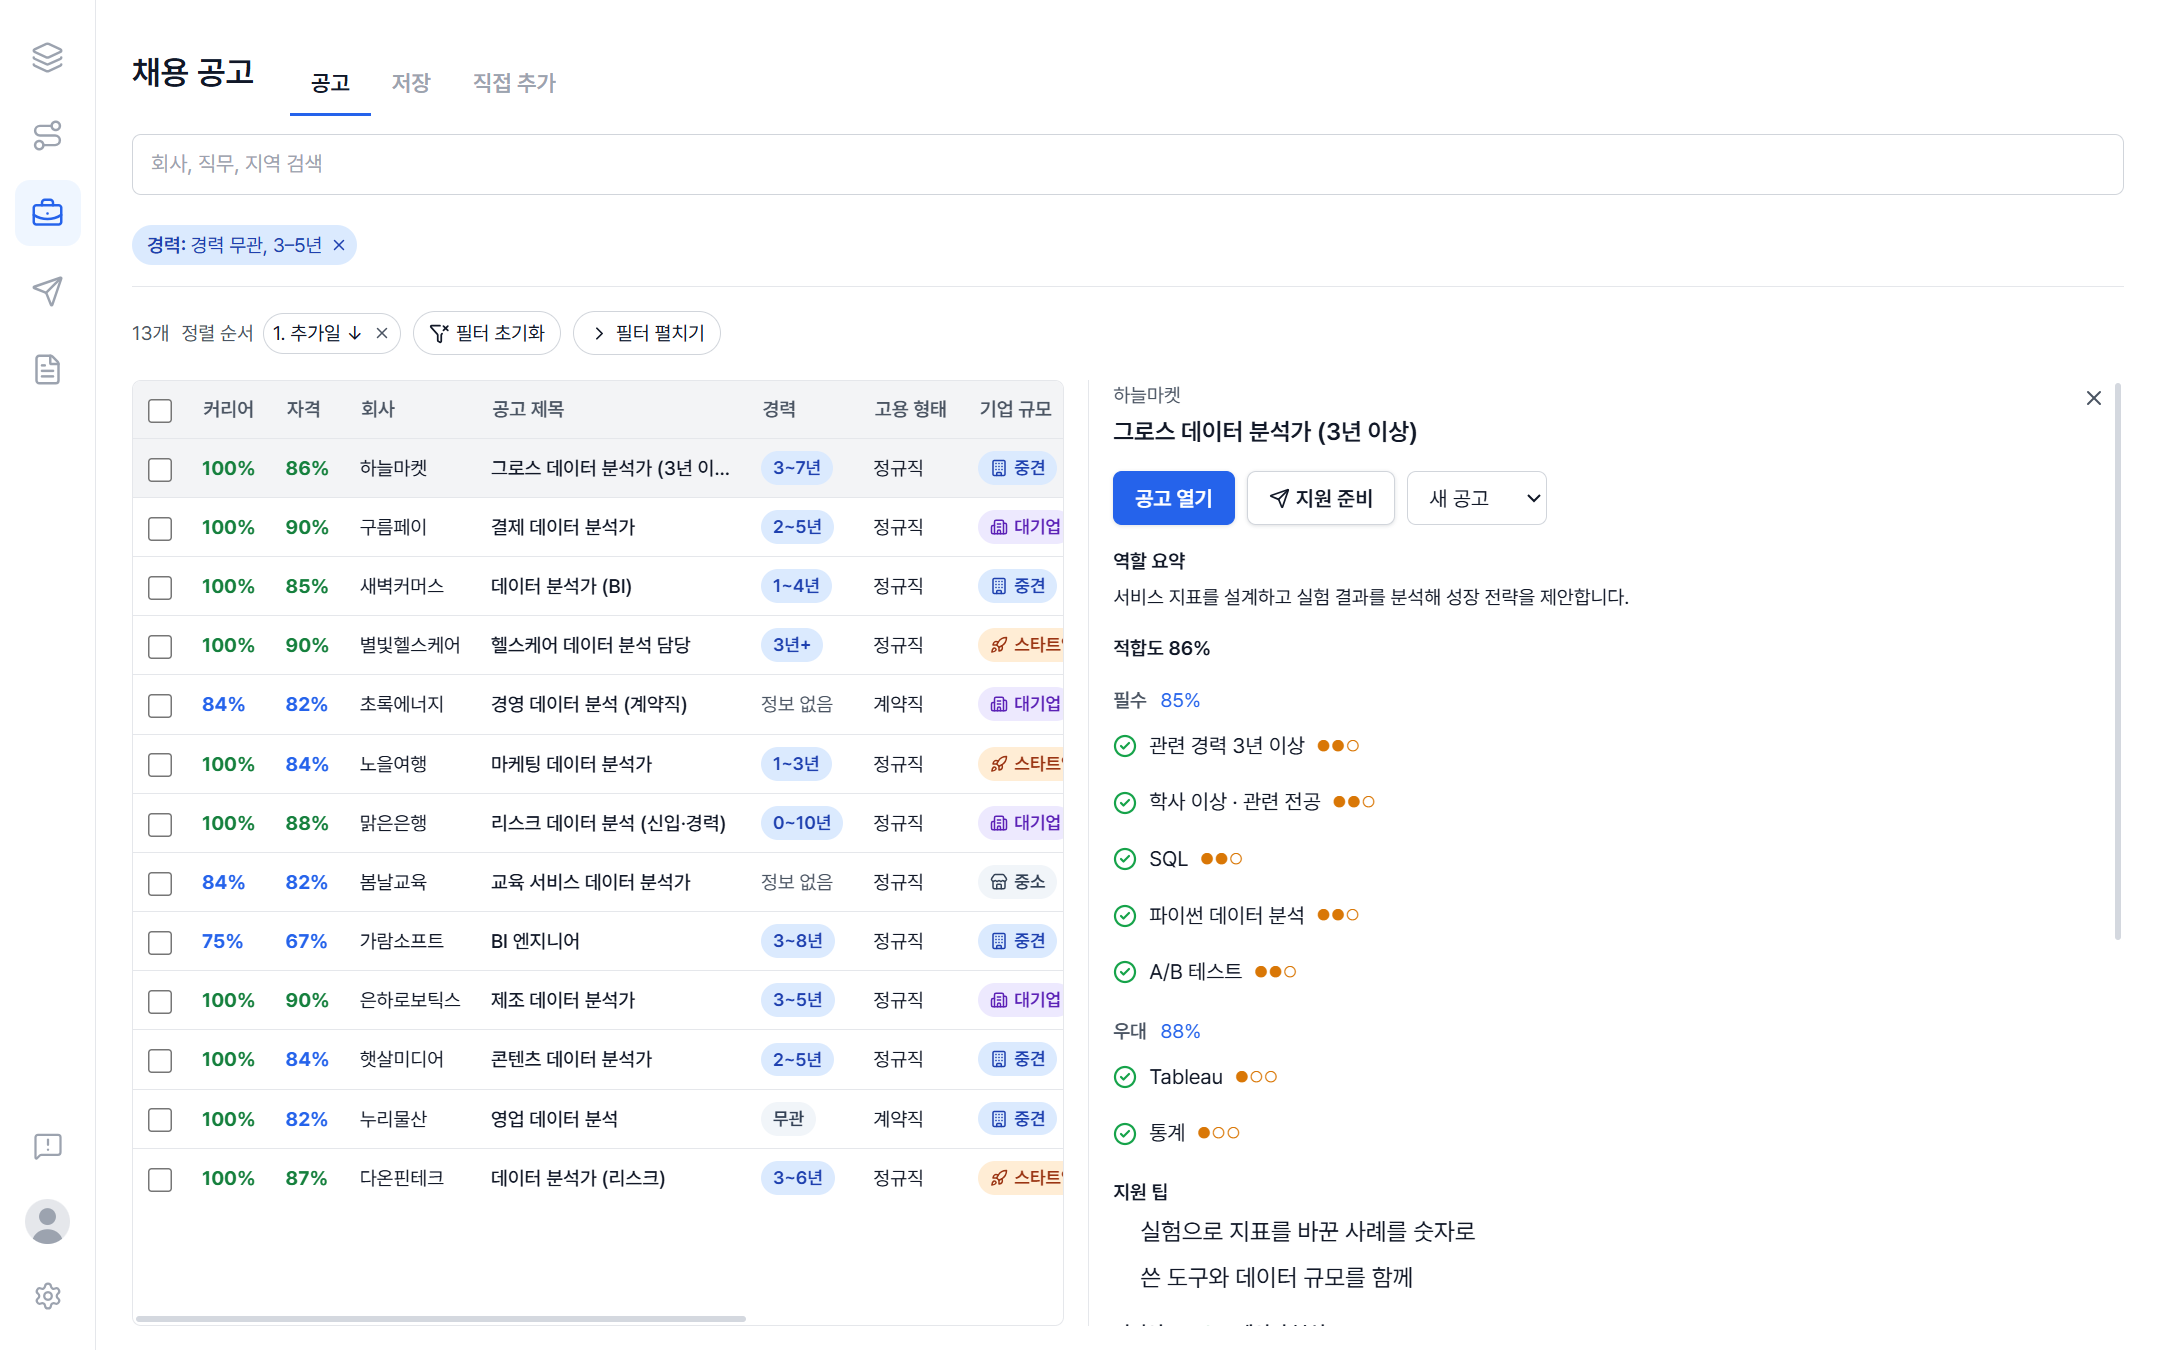 채용 공고
공고 저장 직접 추가
회사, 직무, 지역 검색
경력: 경력 무관, 3–5년
13개 정렬 순서 1. 추가일 필터 초기화 필터 펼치기
커리어 자격 회사 공고 제목 경력 고용 형태 기업 규모
100% 86% 하늘마켓 그로스 데이터 분석가 (3년 이... 3~7년 정규직 중견
100% 90% 구름페이 결제 데이터 분석가 2~5년 정규직 대기업
100% 85% 새벽커머스 데이터 분석가 (BI) 1~4년 정규직 중견
100% 90% 별빛헬스케어 헬스케어 데이터 분석 담당 3년+ 정규직 스타트
84% 82% 초록에너지 경영 데이터 분석 (계약직) 정보 없음 계약직 대기업
100% 84% 노을여행 마케팅 데이터 분석가 1~3년 정규직 스타트
100% 88% 맑은은행 리스크 데이터 분석 (신입·경력) 0~10년 정규직 대기업
84% 82% 봄날교육 교육 서비스 데이터 분석가 정보 없음 정규직 중소
75% 67% 가람소프트 BI 엔지니어 3~8년 정규직 중견
100% 90% 은하로보틱스 제조 데이터 분석가 3~5년 정규직 대기업
100% 84% 햇살미디어 콘텐츠 데이터 분석가 2~5년 정규직 중견
100% 82% 누리물산 영업 데이터 분석 무관 계약직 중견
100% 87% 다온핀테크 데이터 분석가 (리스크) 3~6년 정규직 스타트
하늘마켓
그로스 데이터 분석가 (3년 이상)
공고 열기 지원 준비 새 공고
역할 요약
서비스 지표를 설계하고 실험 결과를 분석해 성장 전략을 제안합니다.
적합도 86%
필수 85%
관련 경력 3년 이상
학사 이상 · 관련 전공
SQL
파이썬 데이터 분석
A/B 테스트
우대 88%
Tableau
통계
지원 팁
실험으로 지표를 바꾼 사례를 숫자로
쓴 도구와 데이터 규모를 함께